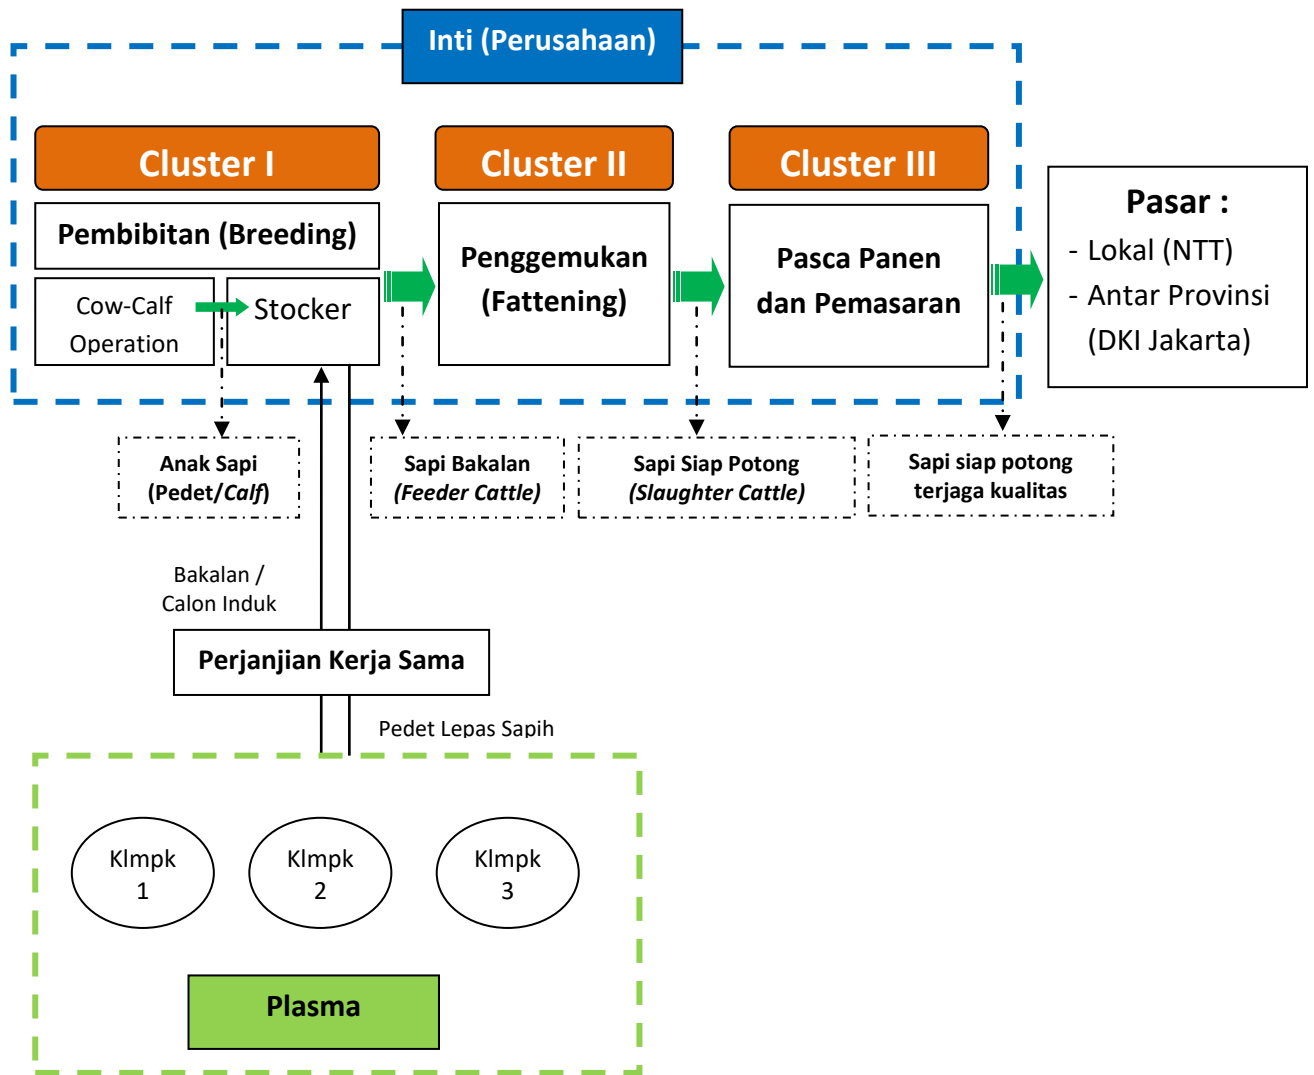 Inti (Perusahaan)
Cluster I
Cluster II
Cluster III
Pembibitan (Breeding)
Cow-Calf
Operation
Stocker
Penggemukan
(Fattening)
Pasca Panen
dan Pemasaran
Pasar :
- Lokal (NTT)
- Antar Provinsi
(DKI Jakarta)
Anak Sapi
(Pedet/Calf)
Sapi Bakalan
(Feeder Cattle)
Sapi Siap Potong
(Slaughter Cattle)
Sapi siap potong
terjaga kualitas
Bakalan /
Calon Induk
Perjanjian Kerja Sama
Pedet Lepas Sapih
Klmpk
1
Klmpk
2
Klmpk
3
Plasma